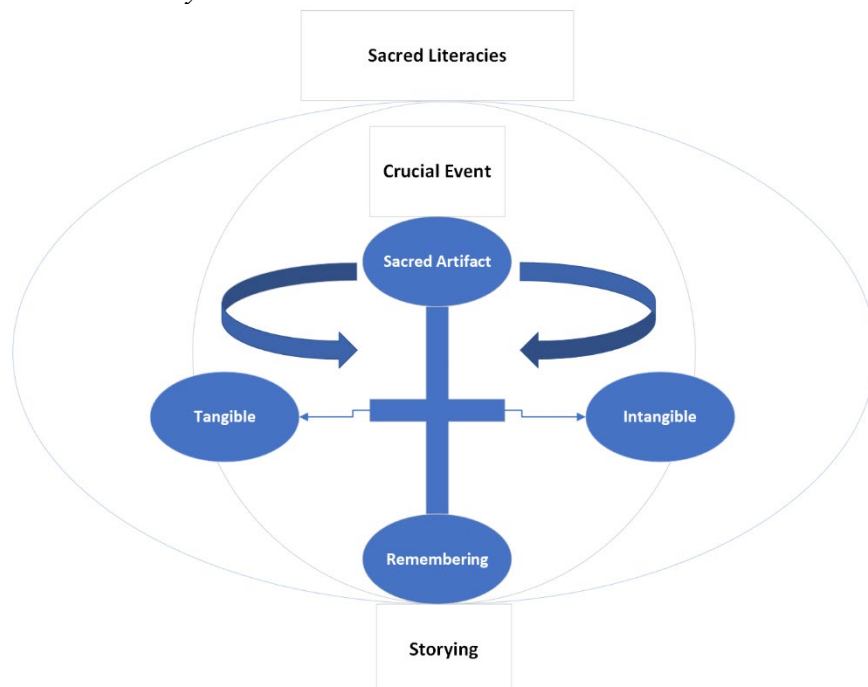 Sacred Literacies
Crucial Event
Sacred Artifact
Tangible
Intangible
Remembering
Storying